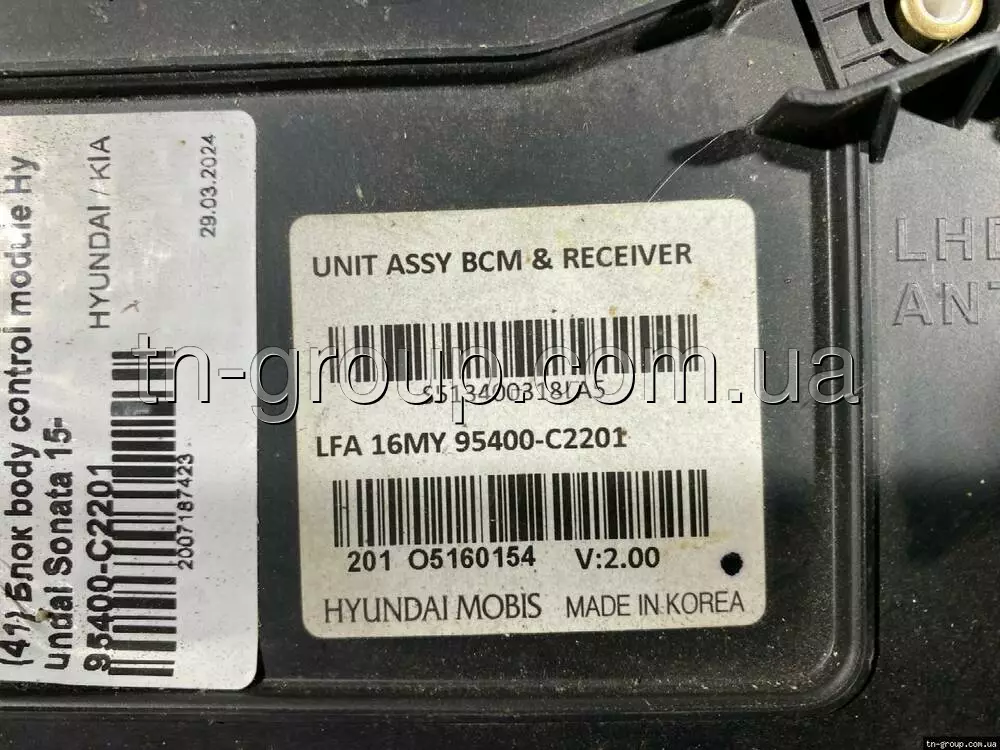 (41) Блок body control module Hy
undai Sonata 15-
95400-C2201
2007187423
HYUNDAI / KIA
29.03.2024
UNIT ASSY BCM & RECEIVER
LFA 16MY 95400-C2201
201 O5160154 V:2.00
HYUNDAI MOBIS MADE IN KOREA
LHD
ANT
tn-group.com.ua
tn-group.com.ua